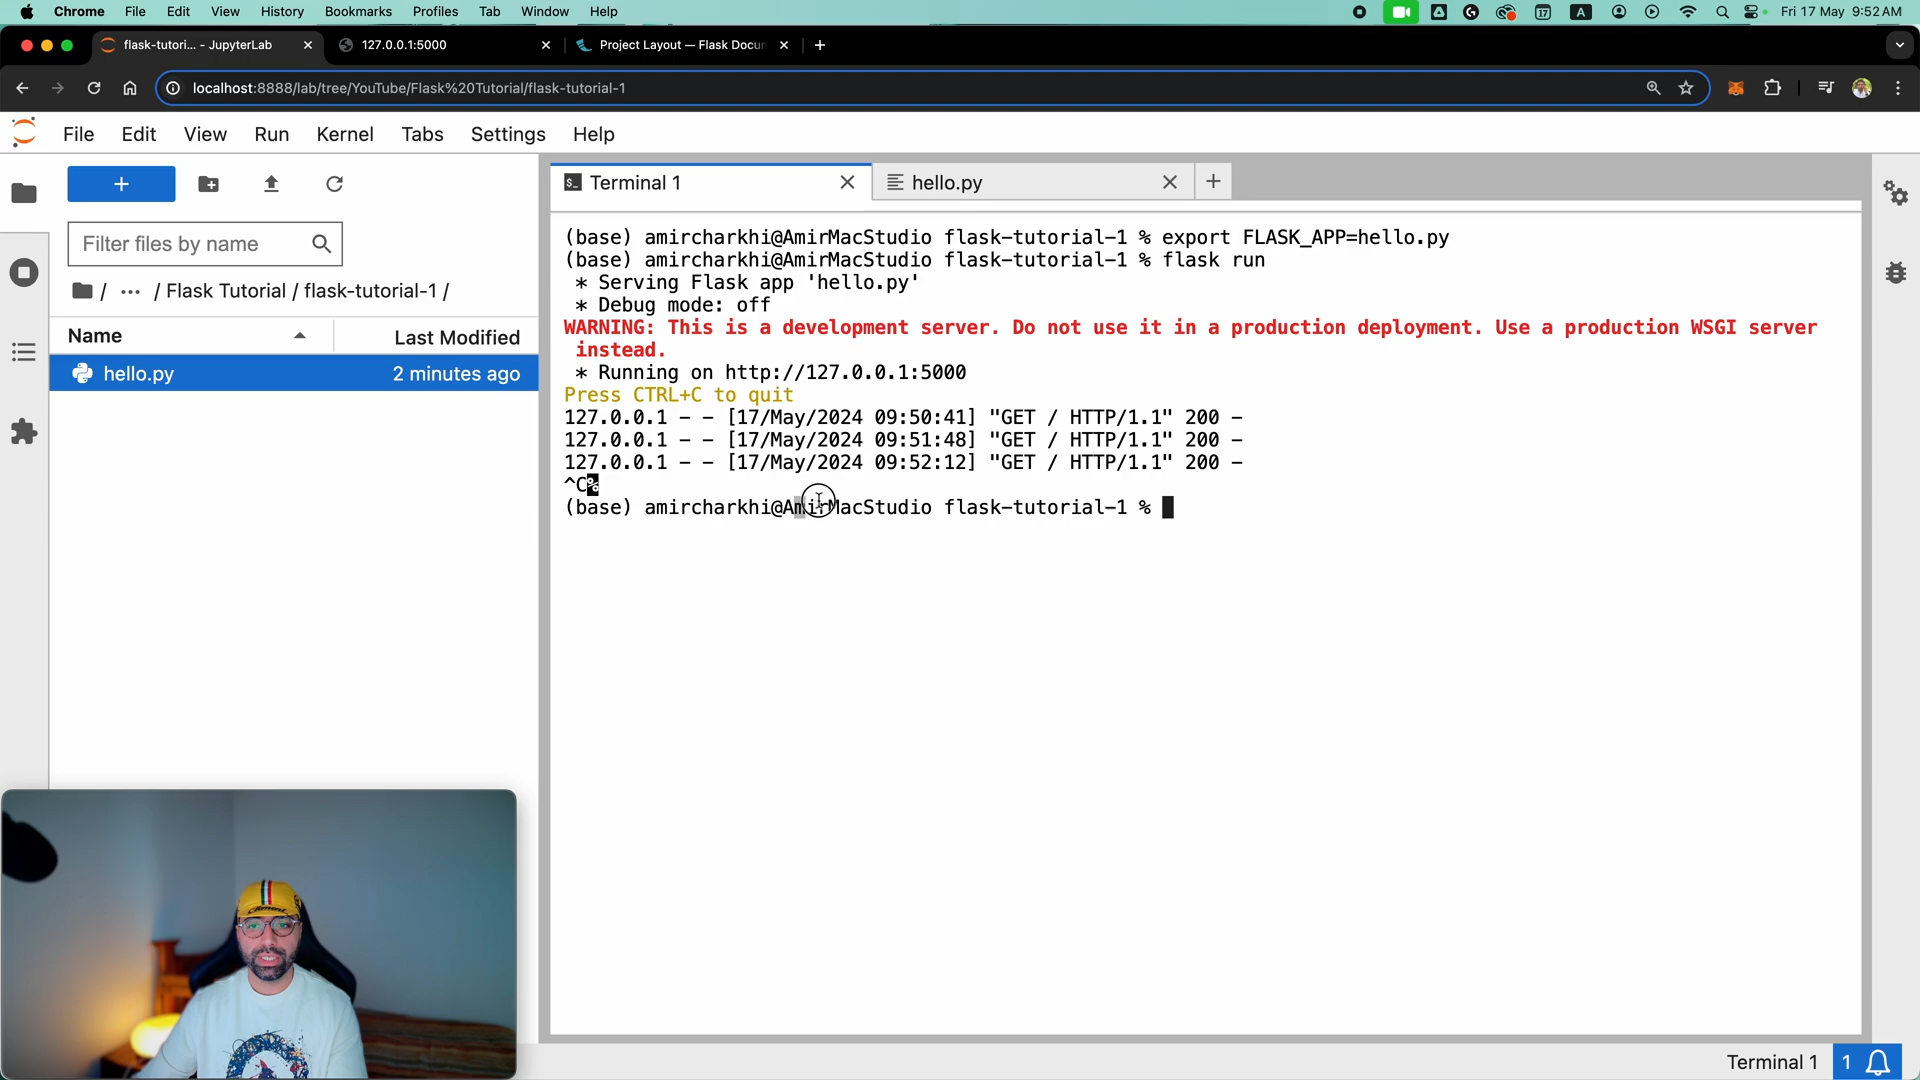 Chrome File Edit View History Bookmarks Profiles Tab Window Help 17 A Fri 17 May 9:52 AM
flask-tutori... - JupyterLab 127.0.0.1:5000 Project Layout — Flask Docum
localhost:8888/lab/tree/YouTube/Flask%20Tutorial/flask-tutorial-1
File Edit View Run Kernel Tabs Settings Help
Terminal 1 hello.py
Filter files by name
/ ... / Flask Tutorial / flask-tutorial-1 /
Name Last Modified
hello.py 2 minutes ago
(base) amircharkhi@AmirMacStudio flask-tutorial-1 % export FLASK_APP=hello.py
(base) amircharkhi@AmirMacStudio flask-tutorial-1 % flask run
* Serving Flask app 'hello.py'
* Debug mode: off
WARNING: This is a development server. Do not use it in a production deployment. Use a production WSGI server
instead.
* Running on http://127.0.0.1:5000
Press CTRL+C to quit
127.0.0.1 - - [17/May/2024 09:50:41] "GET / HTTP/1.1" 200 -
127.0.0.1 - - [17/May/2024 09:51:48] "GET / HTTP/1.1" 200 -
127.0.0.1 - - [17/May/2024 09:52:12] "GET / HTTP/1.1" 200 -
^C%
(base) amircharkhi@AmirMacStudio flask-tutorial-1 %
Terminal 1 1